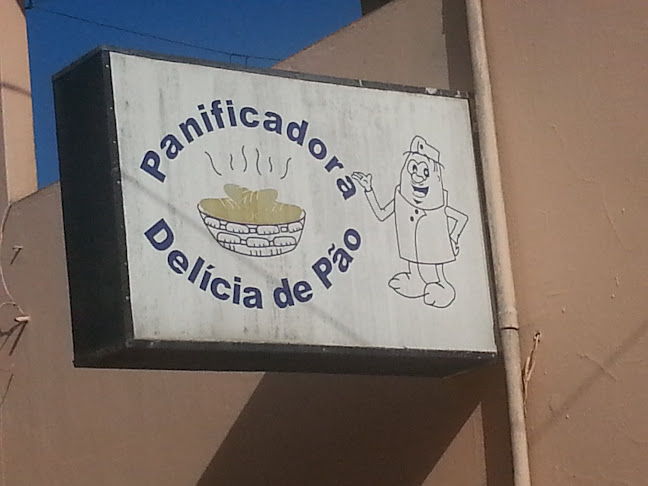 Panificadora
Delícia de Pão